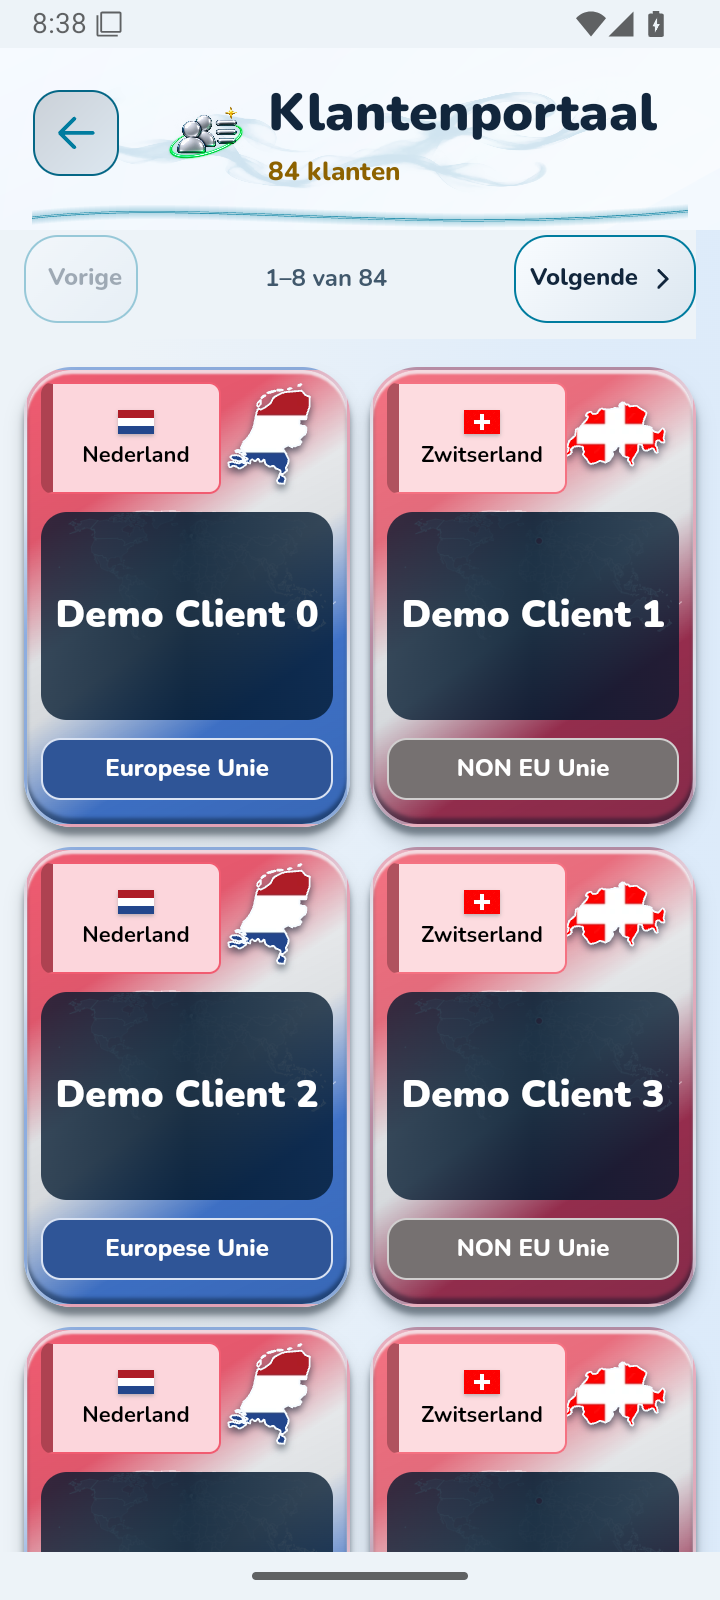 8:38
Klantenportaal
84 klanten
Vorige
1–8 van 84
Volgende
Nederland
Zwitserland
Demo Client 0
Demo Client 1
Europese Unie
NON EU Unie
Nederland
Zwitserland
Demo Client 2
Demo Client 3
Europese Unie
NON EU Unie
Nederland
Zwitserland